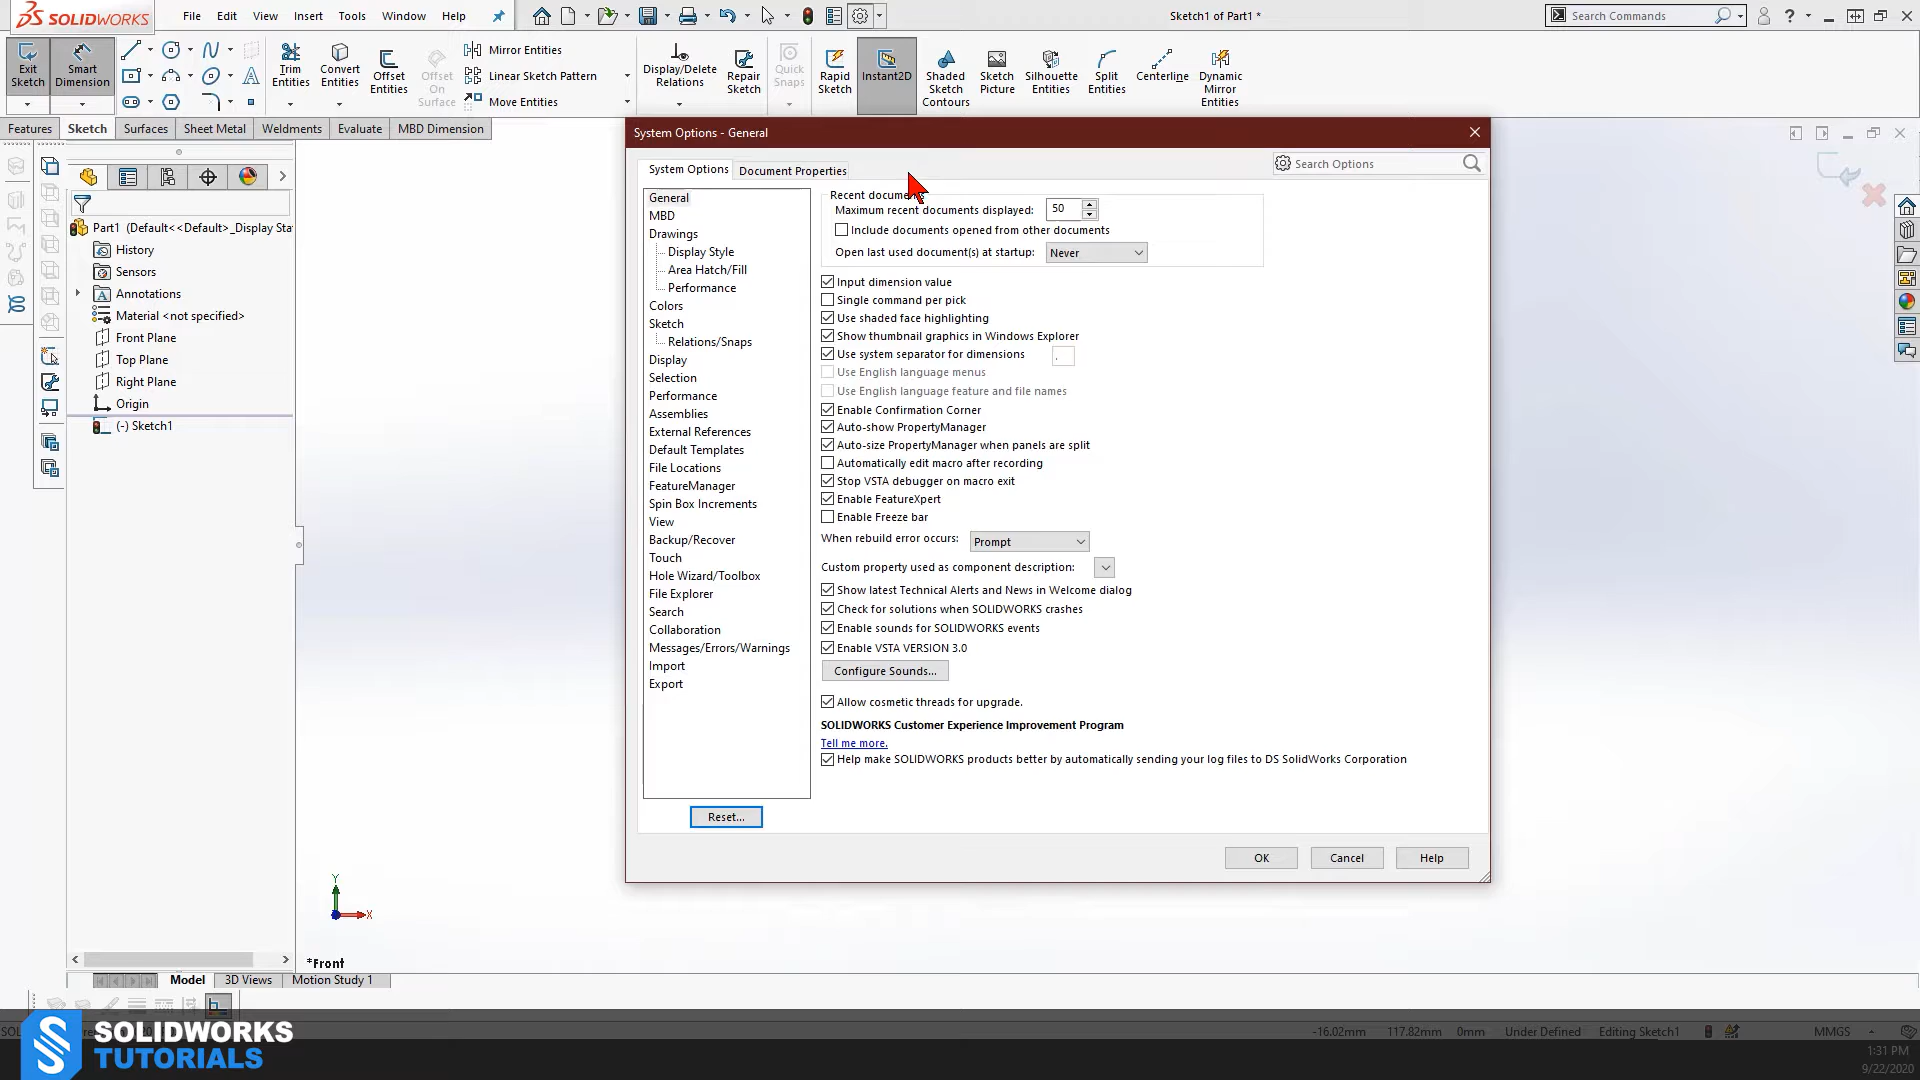 SOLIDWORKS
File Edit View Insert Tools Window Help
Sketch1 of Part1 *
Search Commands
Exit Sketch
Smart Dimension
Trim Entities
Convert Entities
Offset Entities
Offset On Surface
Mirror Entities
Linear Sketch Pattern
Move Entities
Display/Delete Relations
Repair Sketch
Quick Snaps
Rapid Sketch
Instant2D
Shaded Sketch Contours
Sketch Picture
Silhouette Entities
Split Entities
Centerline
Dynamic Mirror Entities
Features Sketch Surfaces Sheet Metal Weldments Evaluate MBD Dimension
Part1 (Default<<Default>_Display Sta
History
Sensors
Annotations
Material <not specified>
Front Plane
Top Plane
Right Plane
Origin
(-) Sketch1
System Options - General
System Options Document Properties
Search Options
General
MBD
Drawings
Display Style
Area Hatch/Fill
Performance
Colors
Sketch
Relations/Snaps
Display
Selection
Performance
Assemblies
External References
Default Templates
File Locations
FeatureManager
Spin Box Increments
View
Backup/Recover
Touch
Hole Wizard/Toolbox
File Explorer
Search
Collaboration
Messages/Errors/Warnings
Import
Export
Reset...
Maximum recent documents displayed: 50
Include documents opened from other documents
Open last used document(s) at startup: Never
Input dimension value
Single command per pick
Use shaded face highlighting
Show thumbnail graphics in Windows Explorer
Use system separator for dimensions .
Use English language menus
Use English language feature and file names
Enable Confirmation Corner
Auto-show PropertyManager
Auto-size PropertyManager when panels are split
Automatically edit macro after recording
Stop VSTA debugger on macro exit
Enable FeatureXpert
Enable Freeze bar
When rebuild error occurs: Prompt
Custom property used as component description:
Show latest Technical Alerts and News in Welcome dialog
Check for solutions when SOLIDWORKS crashes
Enable sounds for SOLIDWORKS events
Enable VSTA VERSION 3.0
Configure Sounds...
Allow cosmetic threads for upgrade.
SOLIDWORKS Customer Experience Improvement Program
Tell me more.
Help make SOLIDWORKS products better by automatically sending your log files to DS SolidWorks Corporation
OK Cancel Help
Y
X
*Front
Model 3D Views Motion Study 1
SOLIDWORKS
TUTORIALS
-16.02mm 117.82mm 0mm Under Defined Editing Sketch1 MMGS
1:31 PM
9/22/2020